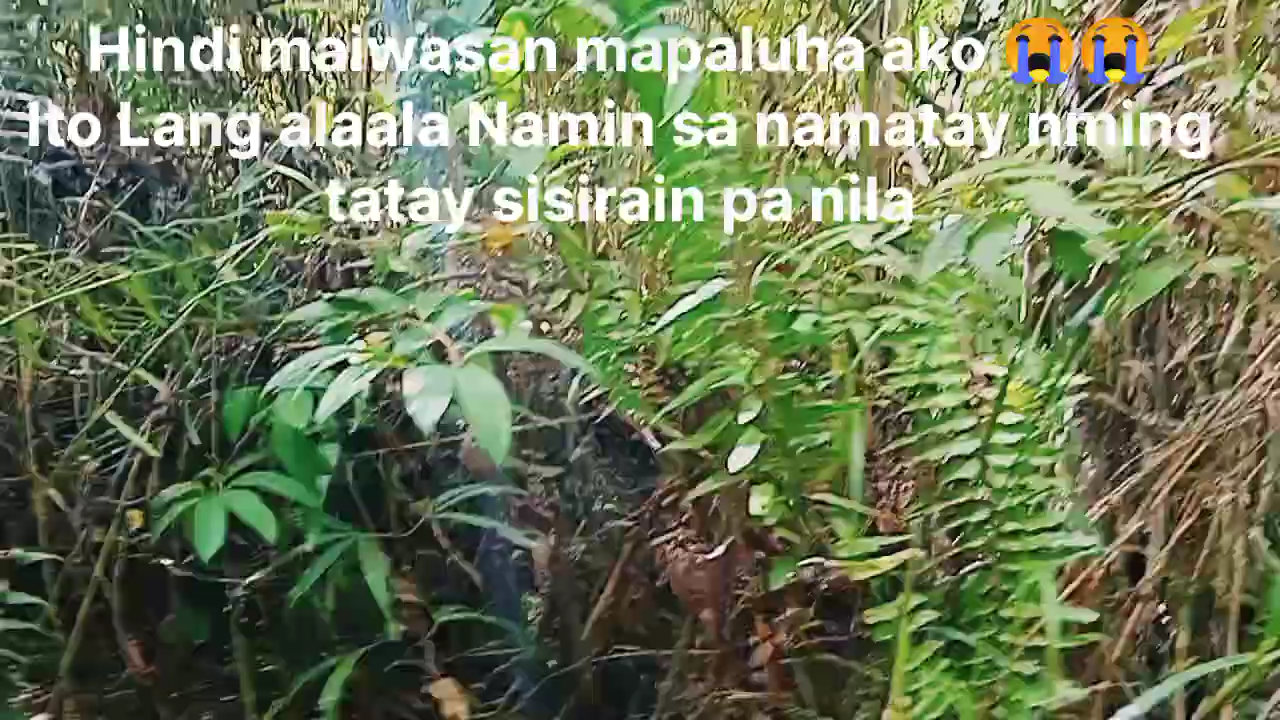 Hindi maiwasan mapaluha ako 😭😭
Ito Lang alaala Namin sa namatay nming
tatay sisirain pa nila